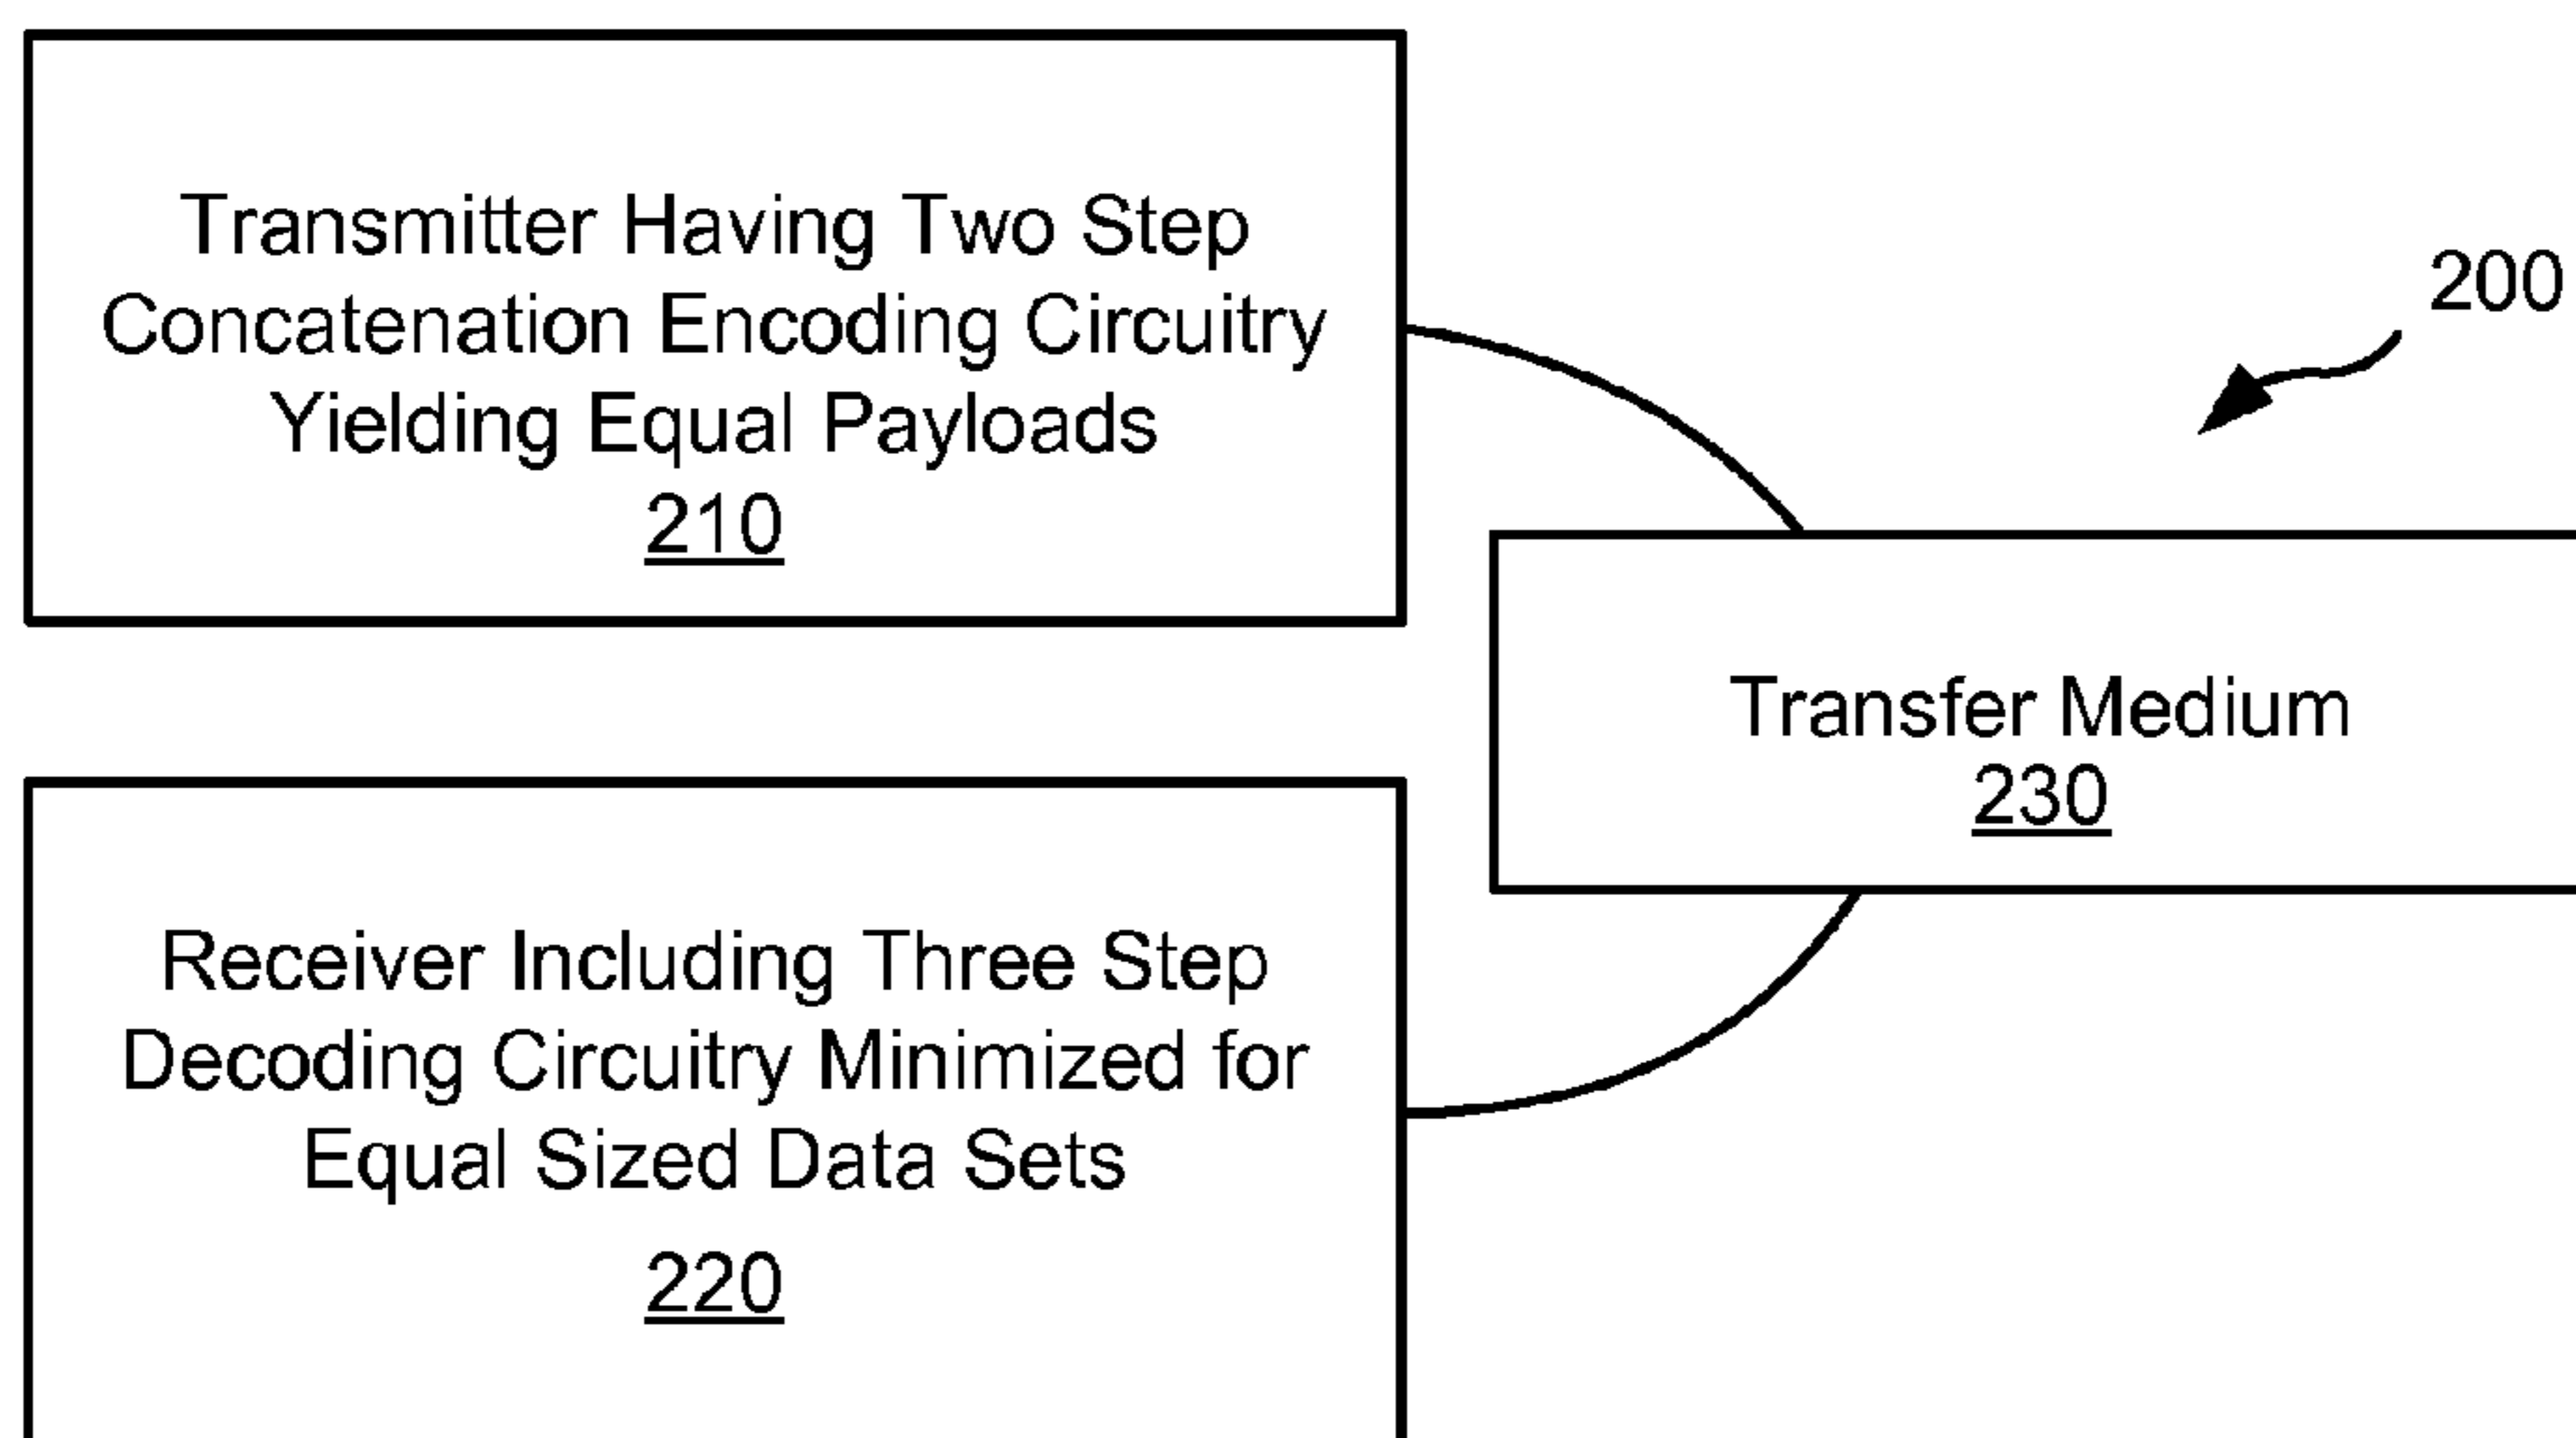 Transmitter Having Two Step
Concatenation Encoding Circuitry
Yielding Equal Payloads
210
200
Transfer Medium
230
Receiver Including Three Step
Decoding Circuitry Minimized for
Equal Sized Data Sets
220